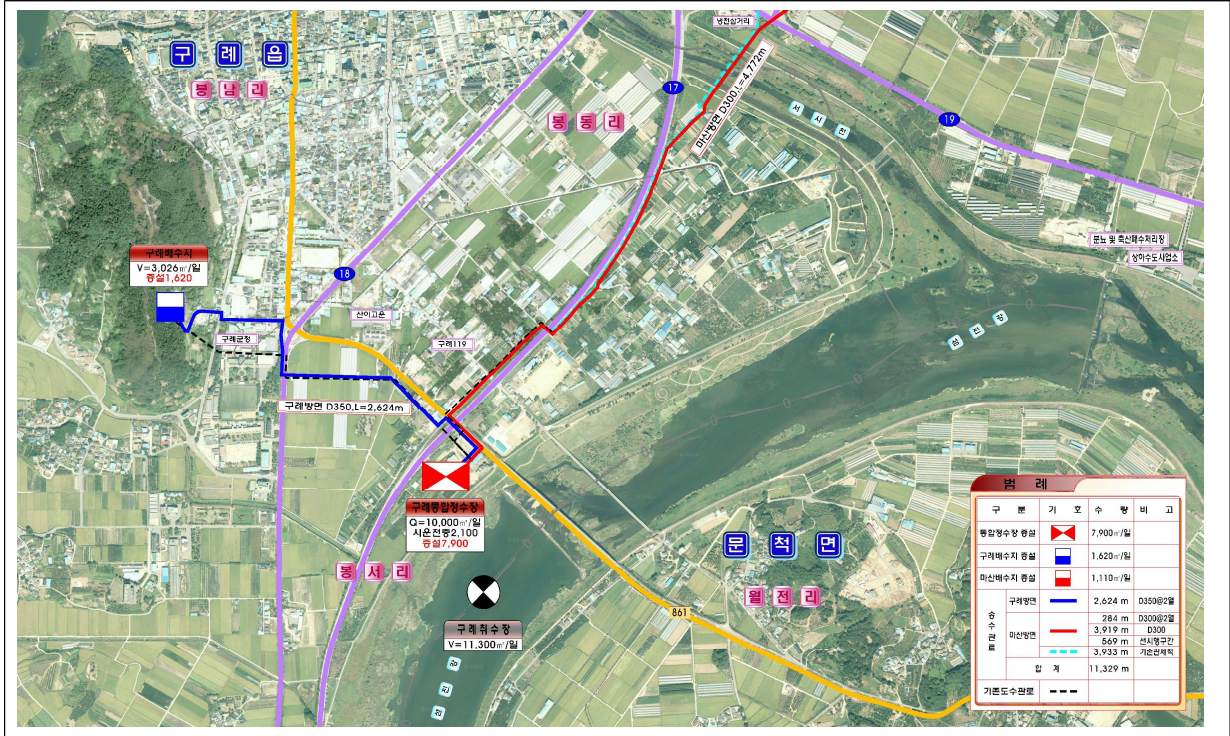 구례읍
봉남리
봉동리
냉천삼거리
17
마산방면 D300,L=4,772m
서시천
19
분뇨 및 축산폐수처리장
상하수도사업소
구례배수지
V=3,026㎥/일
증설1,620
18
산이고운
구례군청
구례119
섬진강
구례방면 D350,L=2,624m
구례통합정수장
Q=10,000㎥/일
시운전중2,100
증설7,900
봉서리
문척면
월전리
861
구례취수장
V=11,300㎥/일
섬진강
범 례
구 분 기 호 수 량 비 고
통합정수장 증설 7,900㎥/일
구례배수지 증설 1,620㎥/일
마산배수지 증설 1,110㎥/일
송수관로
구례방면 2,624 m D350@2열
마산방면
284 m D300@2열
3,919 m D300
569 m 선시행구간
3,933 m
합 계 11,329 m
기존도수관로